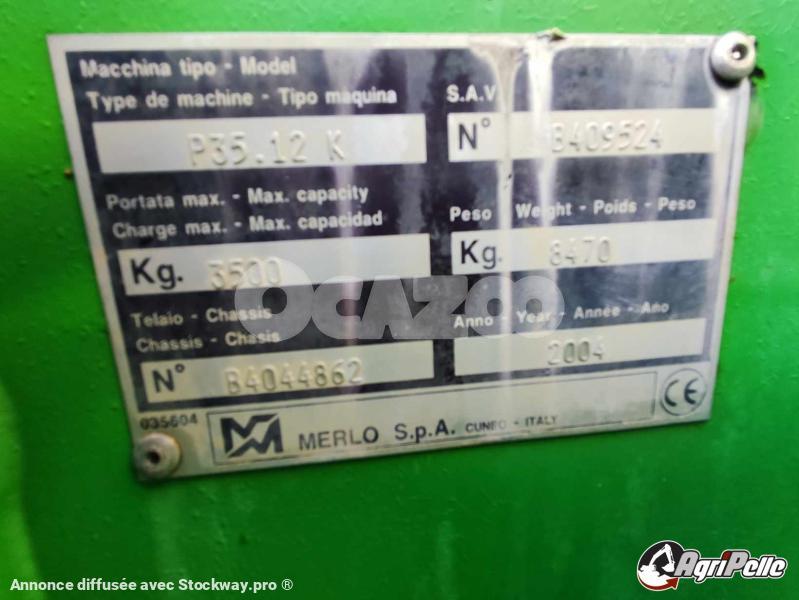 Macchina tipo - Model
Type de machine - Tipo maquina
P35.12 K
S.A.V
N° B409524
Portata max. - Max. capacity
Charge max. - Max. capacidad
Kg. 3500
Peso Weight - Poids - Peso
Kg. 8470
Telaio - Chassis
Chassis - Chasis
N° B4044862
Anno - Year - Année - Año
2004
035604
MERLO S.p.A. CUNEO - ITALY
CE
OCAZOO
Annonce diffusée avec Stockway.pro ®
AgriPelle